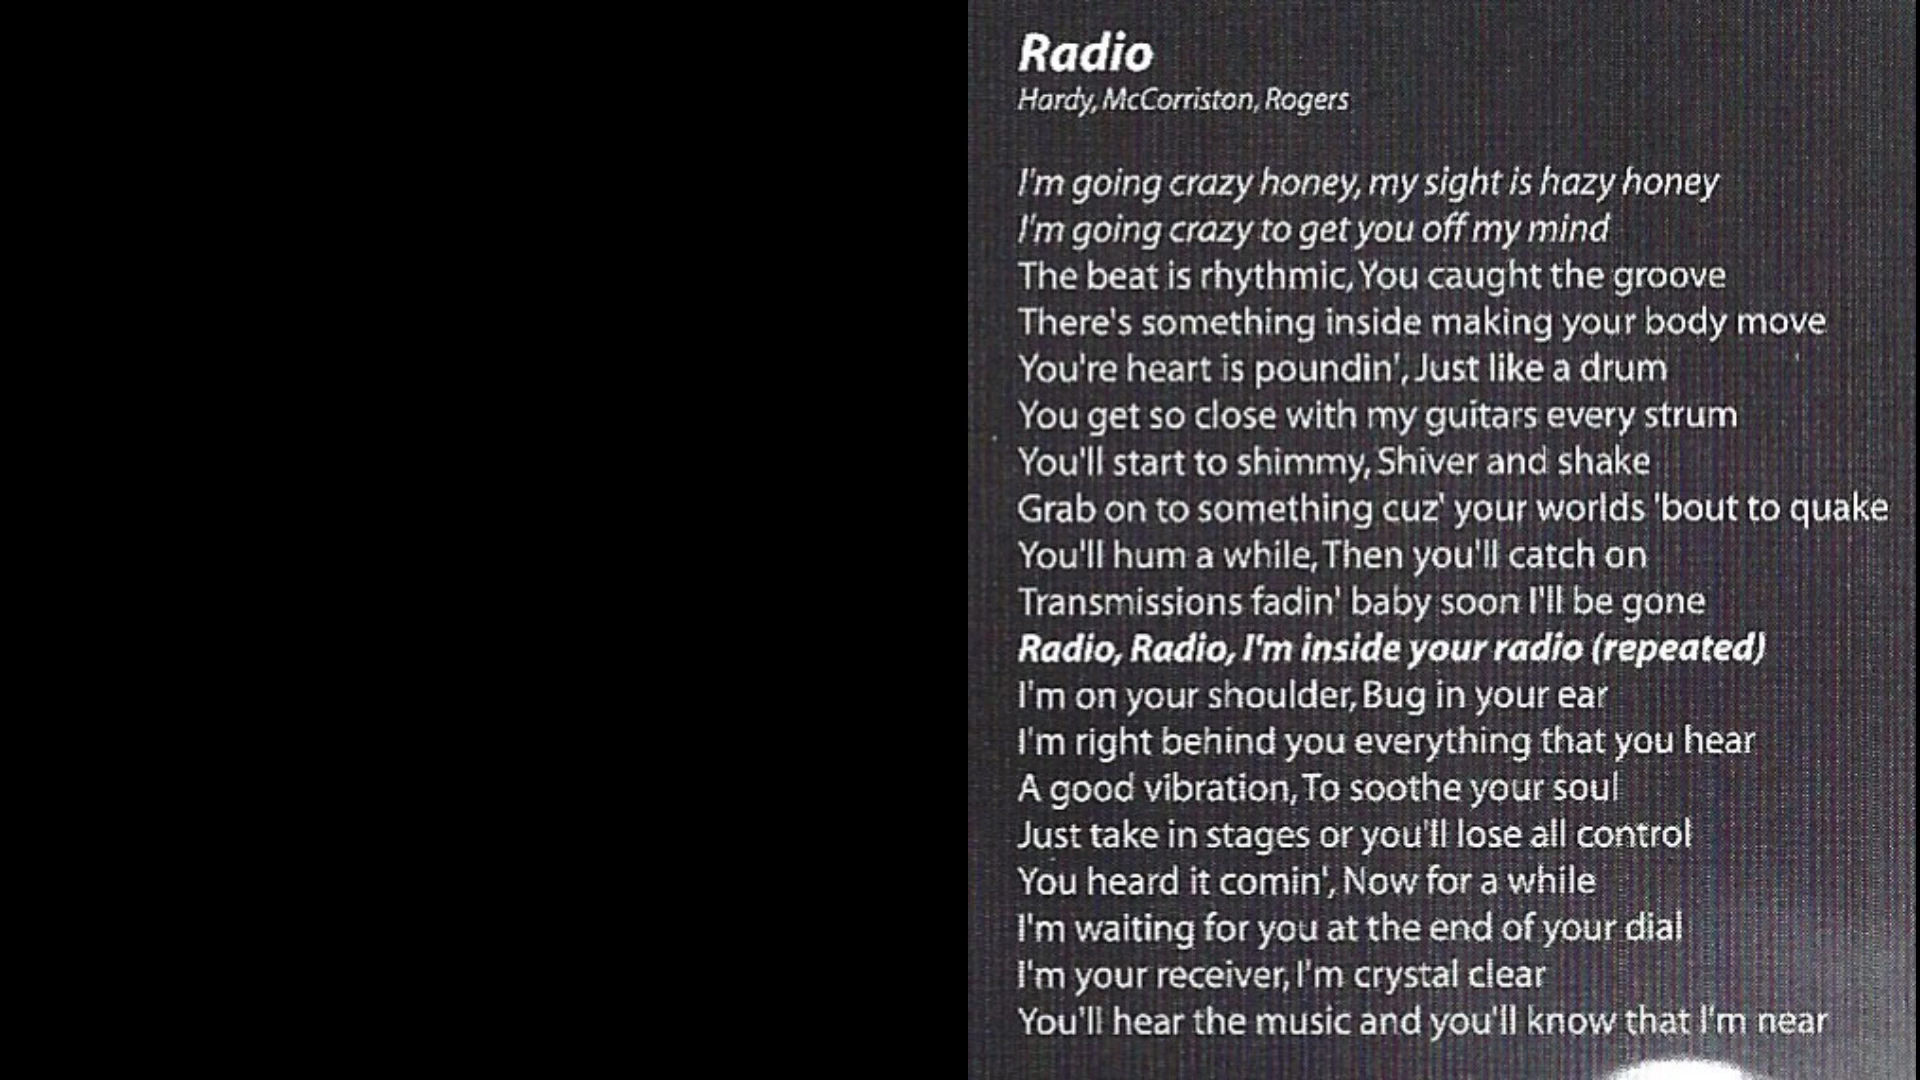 Radio
Hardy, McCorriston, Rogers
I'm going crazy honey, my sight is hazy honey
I'm going crazy to get you off my mind
The beat is rhythmic, You caught the groove
There's something inside making your body move
You're heart is poundin', Just like a drum
You get so close with my guitars every strum
You'll start to shimmy, Shiver and shake
Grab on to something cuz' your worlds 'bout to quake
You'll hum a while, Then you'll catch on
Transmissions fadin' baby soon I'll be gone
Radio, Radio, I'm inside your radio (repeated)
I'm on your shoulder, Bug in your ear
I'm right behind you everything that you hear
A good vibration, To soothe your soul
Just take in stages or you'll lose all control
You heard it comin', Now for a while
I'm waiting for you at the end of your dial
I'm your receiver, I'm crystal clear
You'll hear the music and you'll know that I'm near